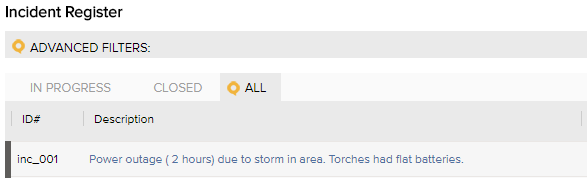 Incident Register
ADVANCED FILTERS:
IN PROGRESS CLOSED ALL
ID# Description
inc_001 Power outage ( 2 hours) due to storm in area. Torches had flat batteries.